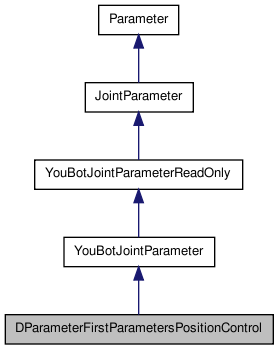 Parameter
JointParameter
YouBotJointParameterReadOnly
YouBotJointParameter
DParameterFirstParametersPositionControl